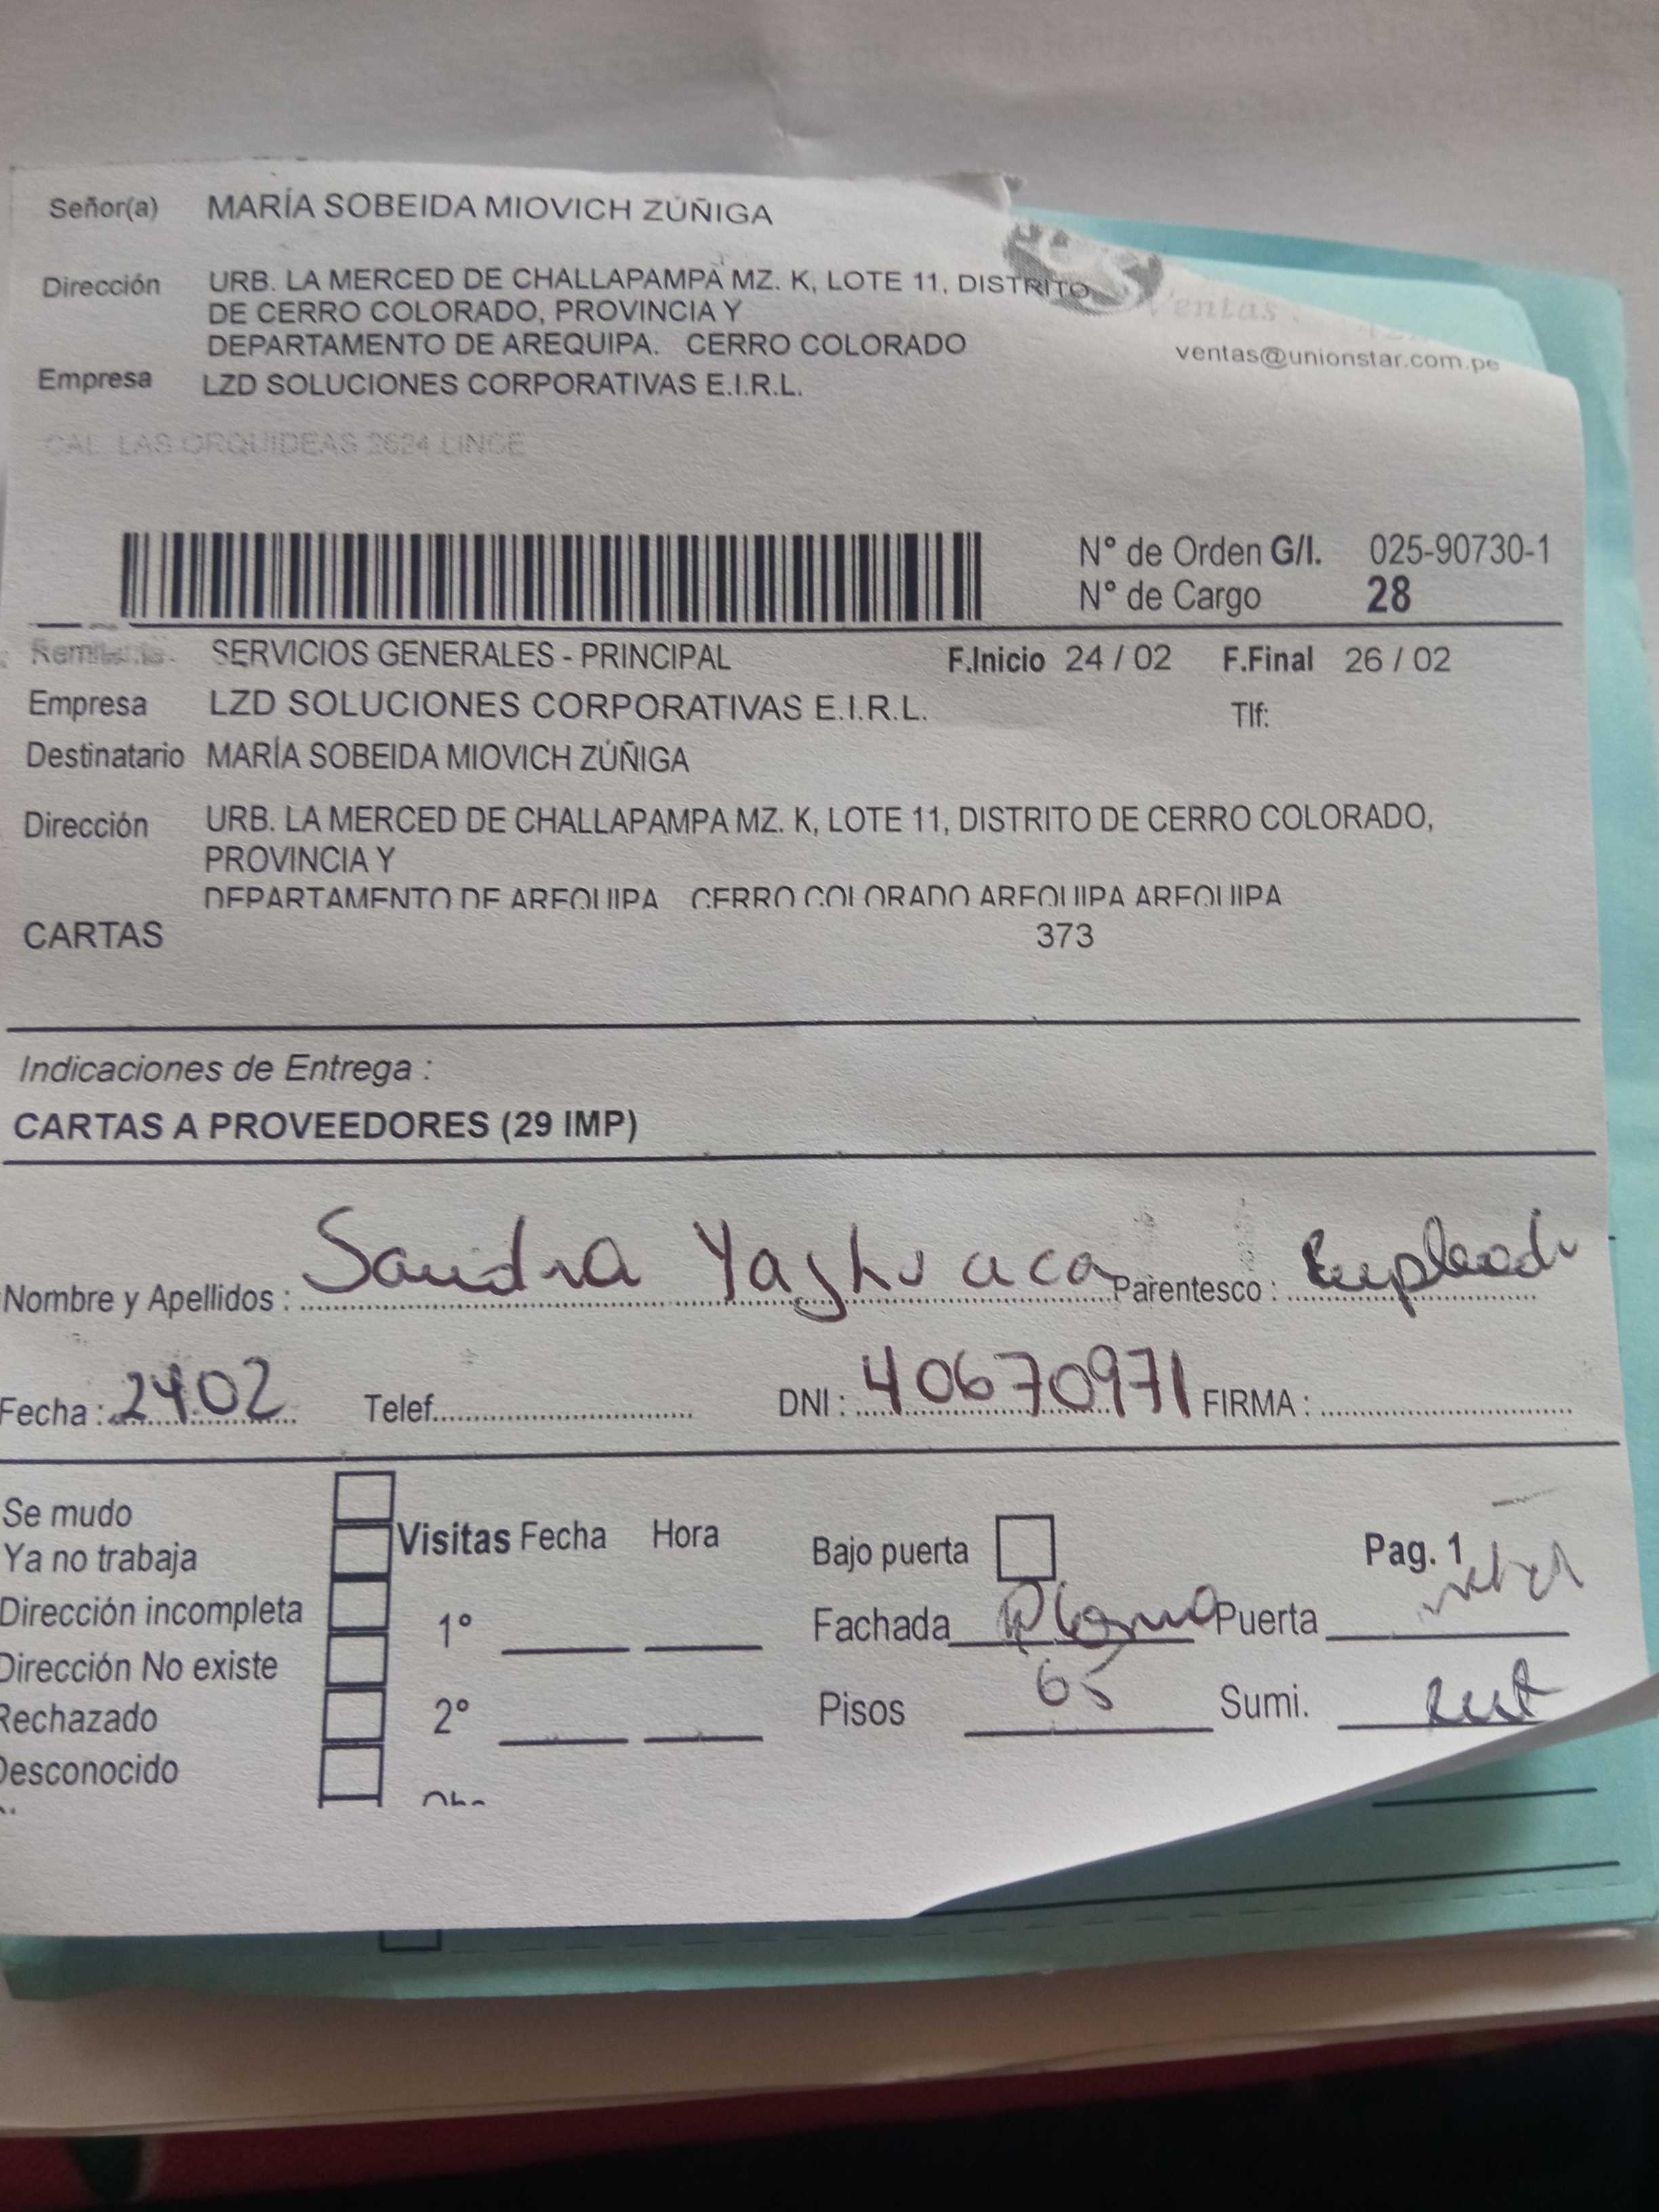 Señor(a) MARÍA SOBEIDA MIOVICH ZÚÑIGA
Dirección URB. LA MERCED DE CHALLAPAMPA MZ. K, LOTE 11, DISTRITO
DE CERRO COLORADO, PROVINCIA Y
DEPARTAMENTO DE AREQUIPA. CERRO COLORADO
Ventas
ventas@unionstar.com.pe
Empresa LZD SOLUCIONES CORPORATIVAS E.I.R.L.
CAL. LAS ORQUIDEAS 2624 LINCE
N° de Orden G/I. 025-90730-1
N° de Cargo 28
SERVICIOS GENERALES - PRINCIPAL F.Inicio 24 / 02 F.Final 26 / 02
Empresa LZD SOLUCIONES CORPORATIVAS E.I.R.L. Tlf:
Destinatario MARÍA SOBEIDA MIOVICH ZÚÑIGA
Dirección URB. LA MERCED DE CHALLAPAMPA MZ. K, LOTE 11, DISTRITO DE CERRO COLORADO,
PROVINCIA Y
DEPARTAMENTO DE AREQUIPA CERRO COLORADO AREQUIPA AREQUIPA
CARTAS 373
Indicaciones de Entrega :
CARTAS A PROVEEDORES (29 IMP)
Nombre y Apellidos : Sandra Parentesco :
Fecha : 24.02 Telef. DNI : 40670971 FIRMA :
Se mudo
Ya no trabaja Visitas Fecha Hora Bajo puerta Pag. 1
Dirección incompleta 1° Fachada Puerta
Dirección No existe
Rechazado 2° Pisos Sumi.
Desconocido